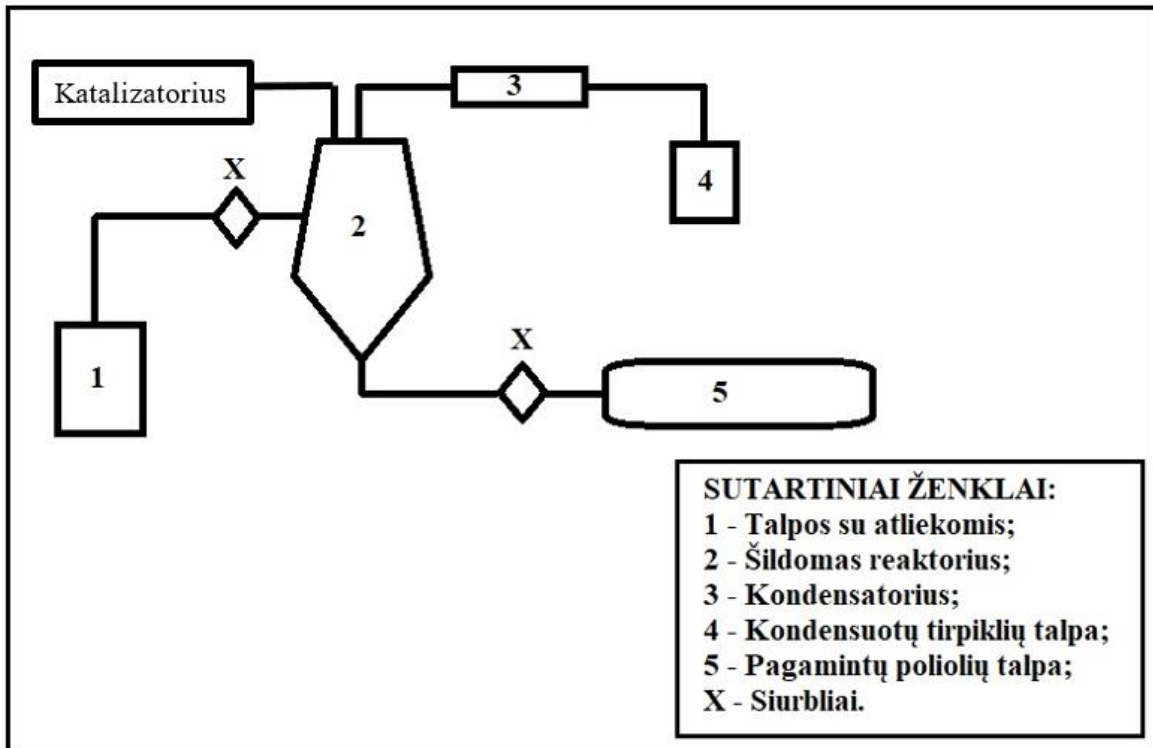 Katalizatorius
3
4
X
2
1
X
5
SUTARTINIAI ŽENKLAI:
1 - Talpos su atliekomis;
2 - Šildomas reaktorius;
3 - Kondensatorius;
4 - Kondensuotų tirpiklių talpa;
5 - Pagamintų poliolių talpa;
X - Siurbliai.